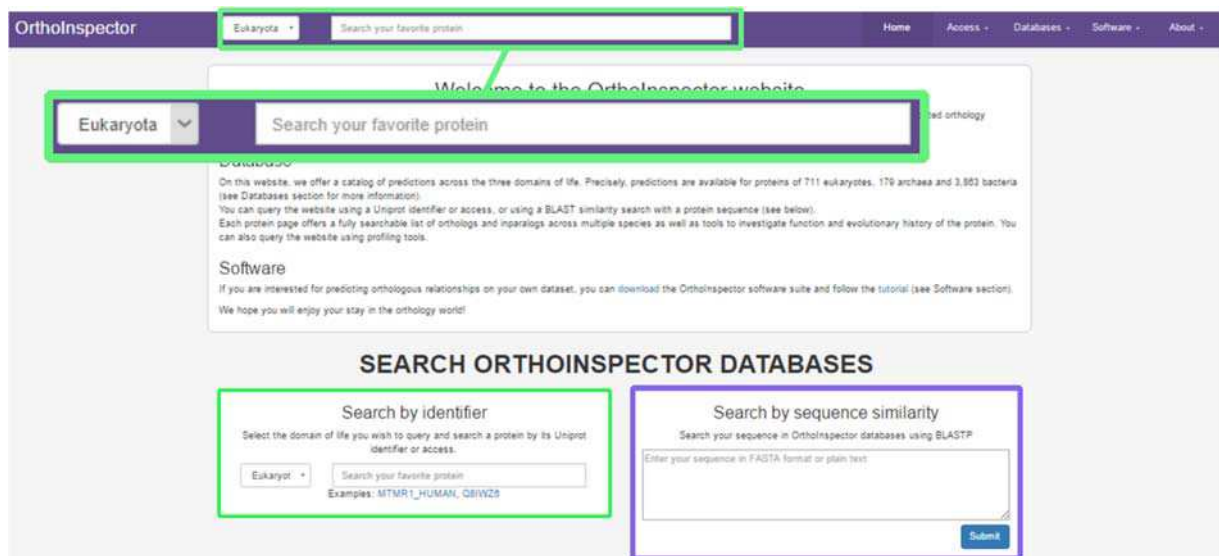 OrthoInspector
Eukaryota
Search your favorite protein
Home
Access
Databases
Software
About
Welcome to the OrthoInspector website
Eukaryota
Search your favorite protein
ted orthology
Database
On this website, we offer a catalog of predictions across the three domains of life. Precisely, predictions are available for proteins of 711 eukaryotes, 179 archaea and 3,863 bacteria
(see Databases section for more information).
You can query the website using a Uniprot identifier or access, or using a BLAST similarity search with a protein sequence (see below).
Each protein page offers a fully searchable list of orthologs and inparalogs across multiple species as well as tools to investigate function and evolutionary history of the protein. You
can also query the website using profiling tools.
Software
If you are interested for predicting orthologous relationships on your own dataset, you can download the OrthoInspector software suite and follow the tutorial (see Software section).
We hope you will enjoy your stay in the orthology world!
SEARCH ORTHOINSPECTOR DATABASES
Search by identifier
Select the domain of life you wish to query and search a protein by its Uniprot
identifier or access.
Eukaryot
Search your favorite protein
Examples: MTMR1_HUMAN, Q8IWZ6
Search by sequence similarity
Search your sequence in OrthoInspector databases using BLASTP
Enter your sequence in FASTA format or plain text
Submit